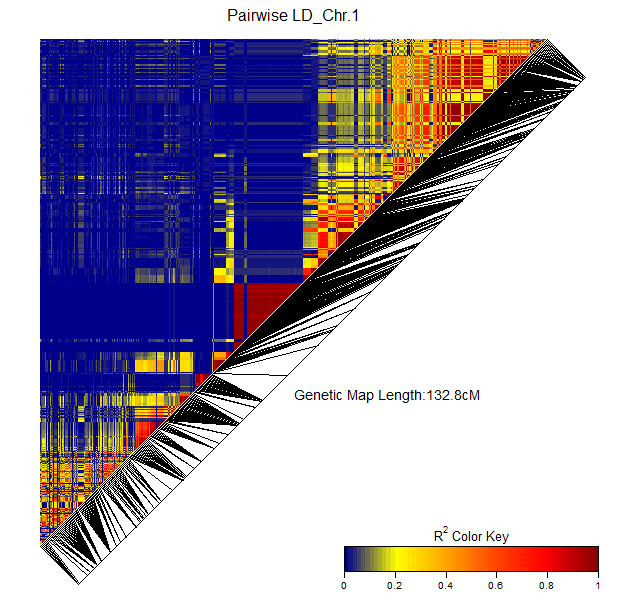 Pairwise LD_Chr.1
Genetic Map Length:132.8cM
R² Color Key
0 0.2 0.4 0.6 0.8 1